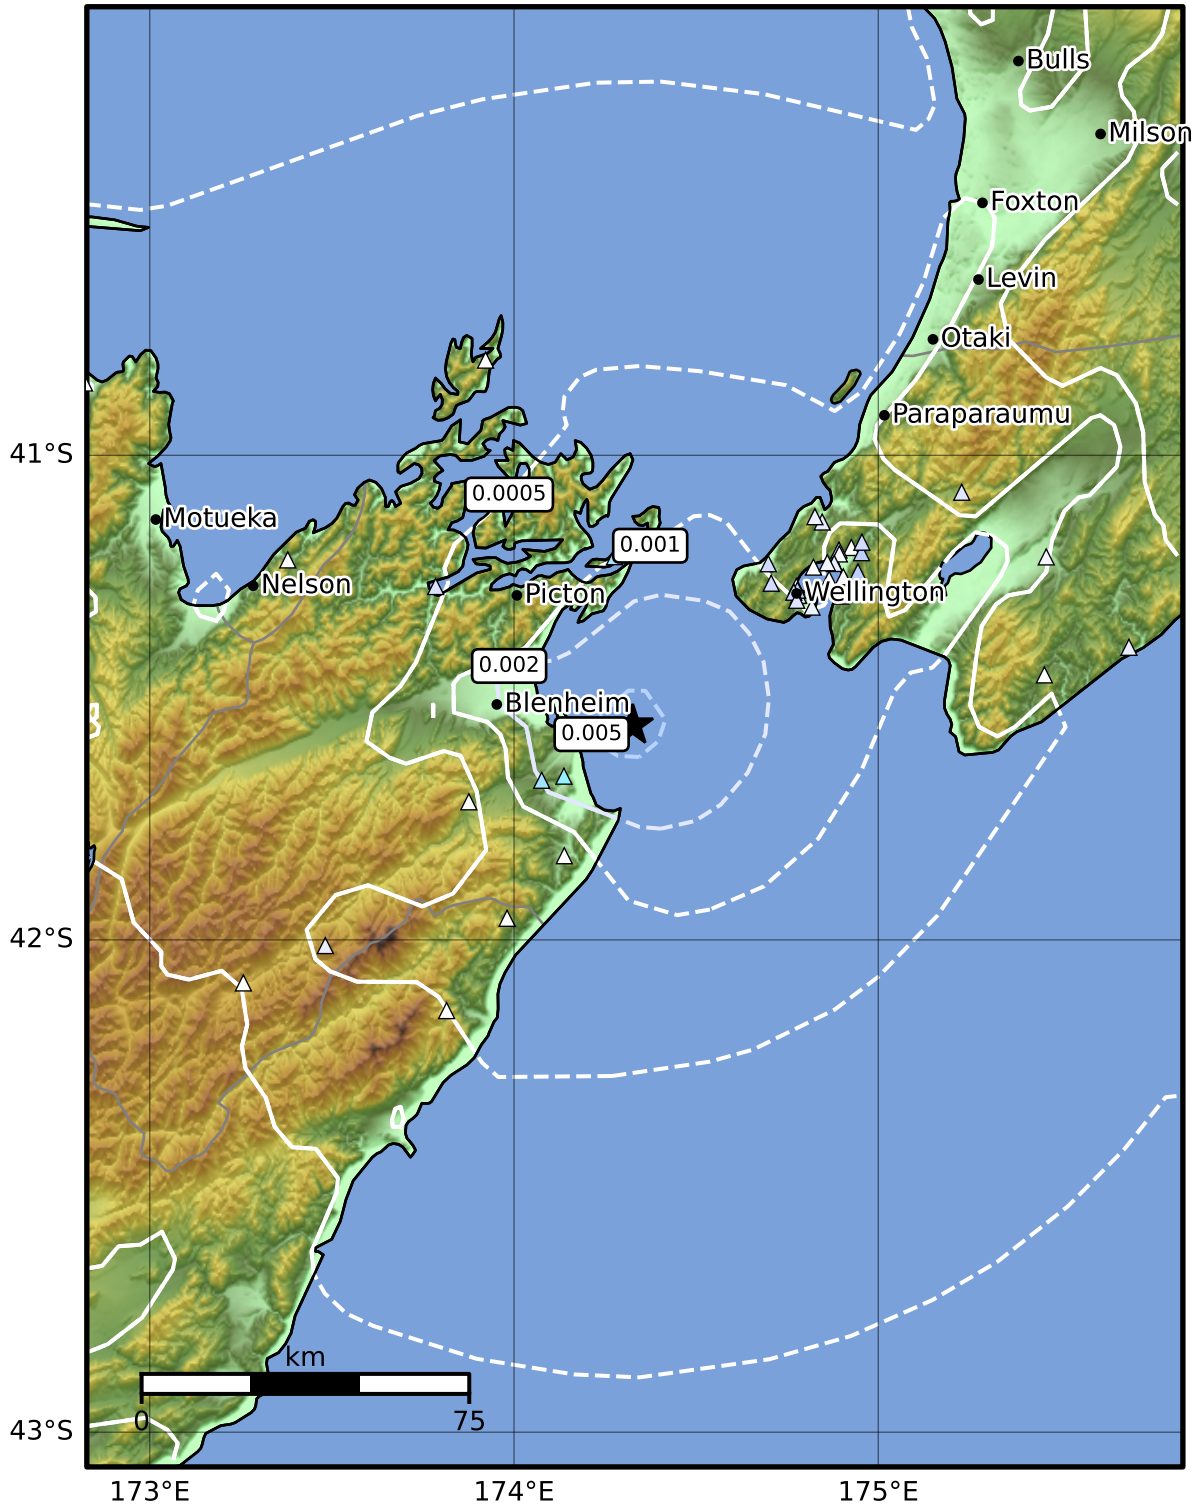 Bulls
Milson
Foxton
Levin
Otaki
Paraparaumu
41°S
0.0005
Motueka
0.001
Nelson
Picton
Wellington
0.002
Blenheim
0.005
42°S
km
0
75
43°S
173°E
174°E
175°E